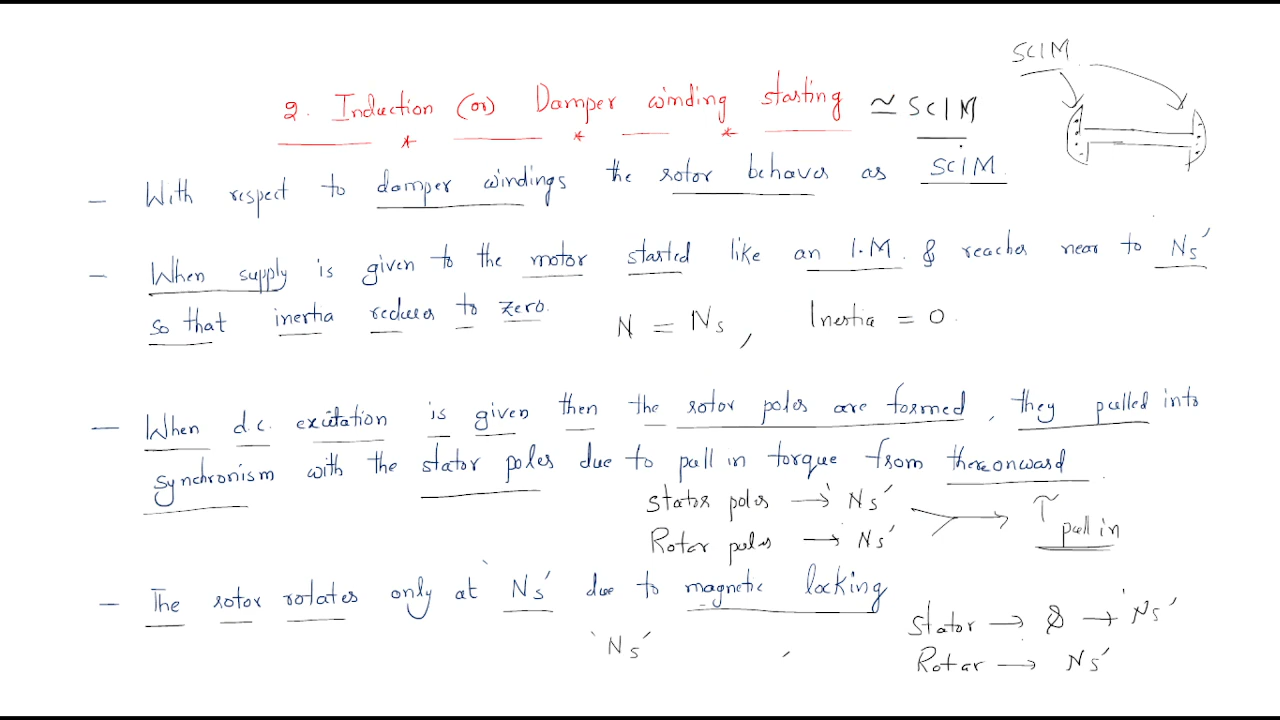 SCIM
2. Induction (or) Damper winding starting ≃ SCIM
- With respect to damper windings the rotor behaves as SCIM.
- When supply is given to the motor started like an I.M. & reaches near to Ns'
so that inertia reduces to zero. N = Ns, Inertia = 0.
- When d.c. excitation is given then the rotor poles are formed, they pulled into
synchronism with the stator poles due to pull in torque from thereonward.
Stator poles → 'Ns'
Rotor poles → 'Ns' → T pull in
- The rotor rotates only at 'Ns' due to magnetic locking
'Ns'
Stator → → 'Ns'
Rotar → Ns'